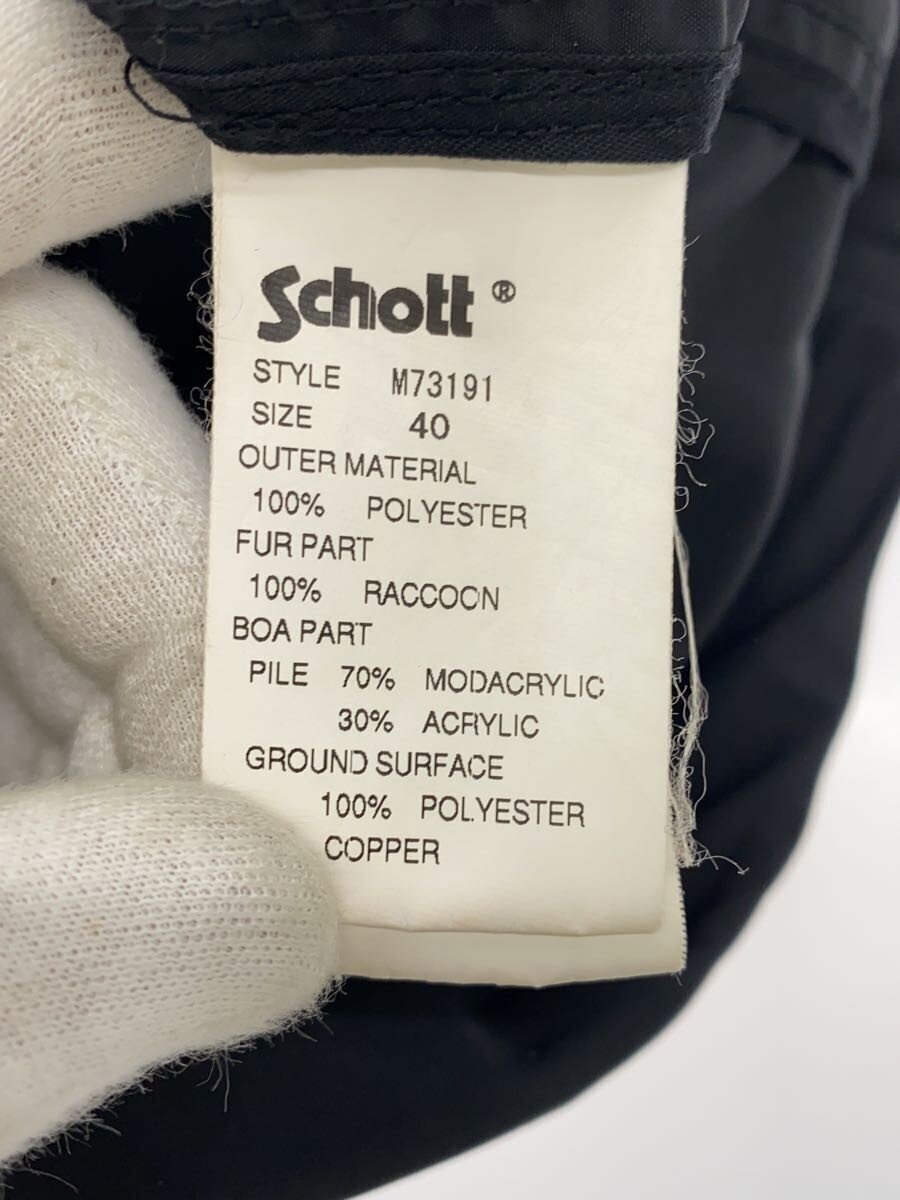 Schott ®
STYLE M73191
SIZE 40
OUTER MATERIAL
100% POLYESTER
FUR PART
100% RACCOON
BOA PART
PILE 70% MODACRYLIC
30% ACRYLIC
GROUND SURFACE
100% POLYESTER
COPPER